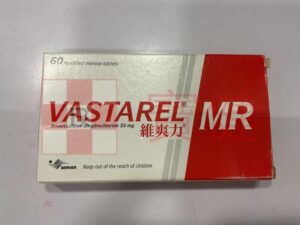 60 modified release tablets
VASTAREL® MR
Trimetazidine dihydrochloride 35 mg
維爽力®
SERVIER
Keep out of the reach of children